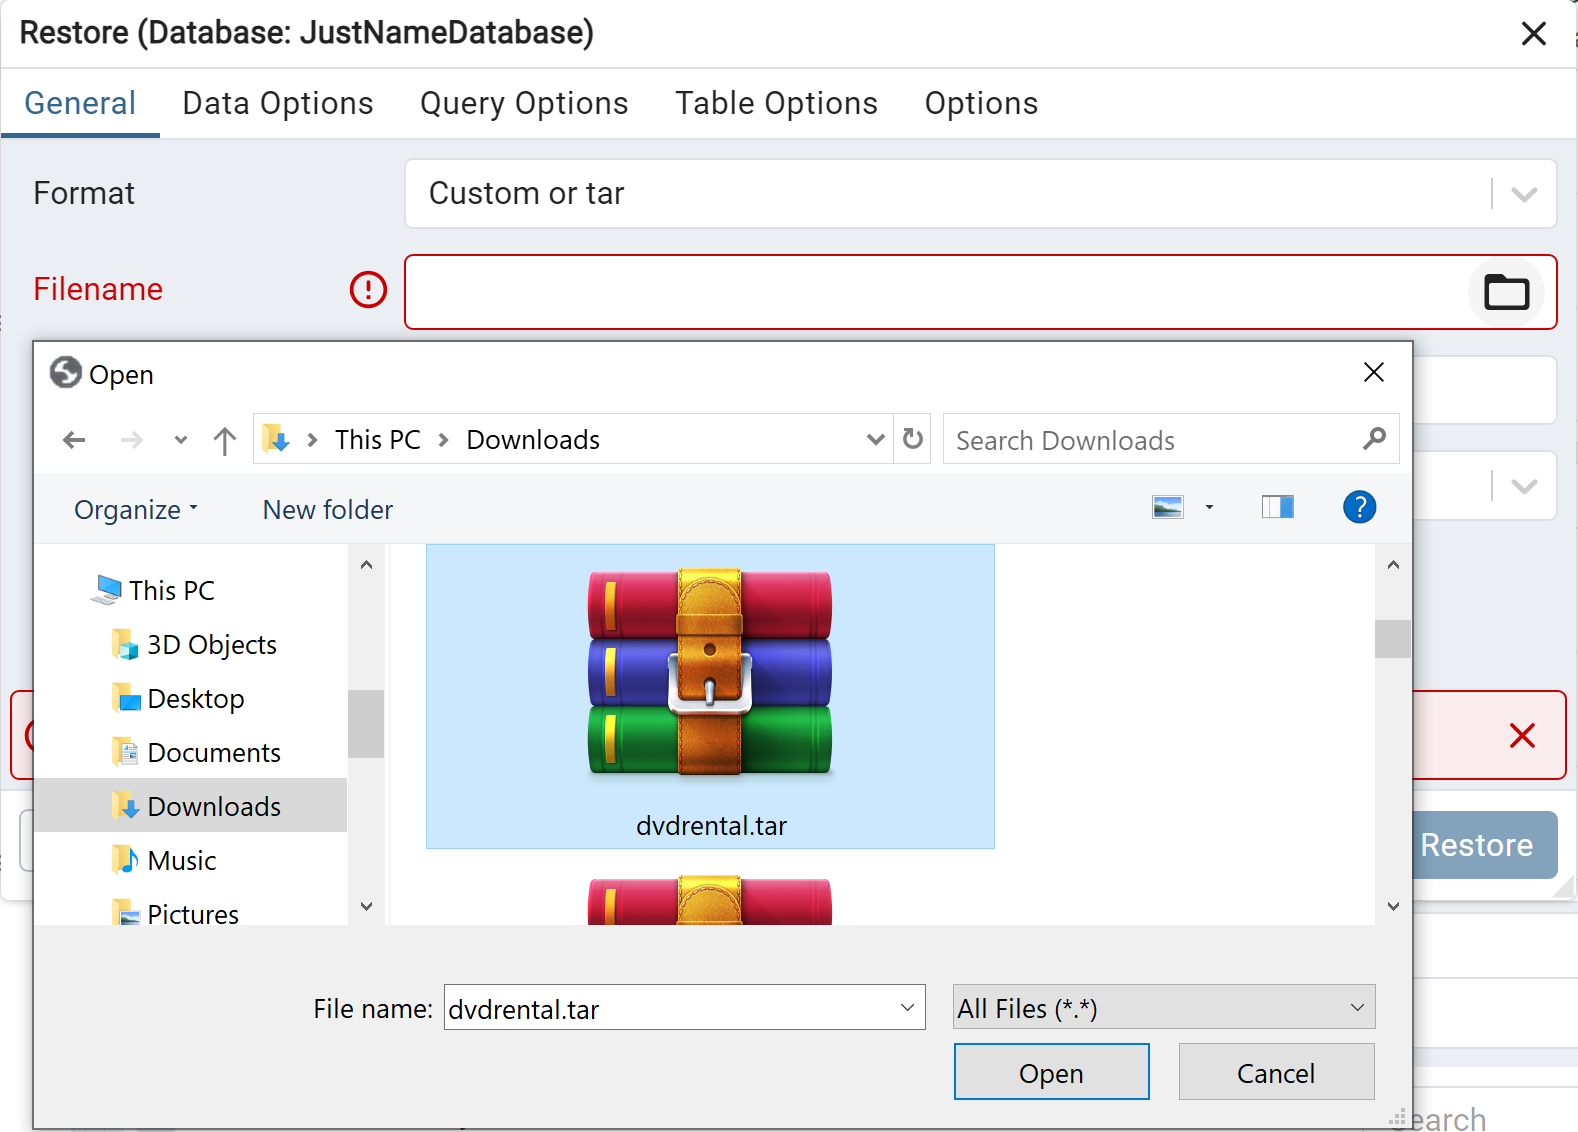 Restore (Database: JustNameDatabase)
General Data Options Query Options Table Options Options
Format Custom or tar
Filename
Open
This PC Downloads Search Downloads
Organize New folder
This PC
3D Objects
Desktop
Documents
Downloads
Music
Pictures
dvdrental.tar
Restore
File name: dvdrental.tar All Files (*.*)
Open Cancel
earch